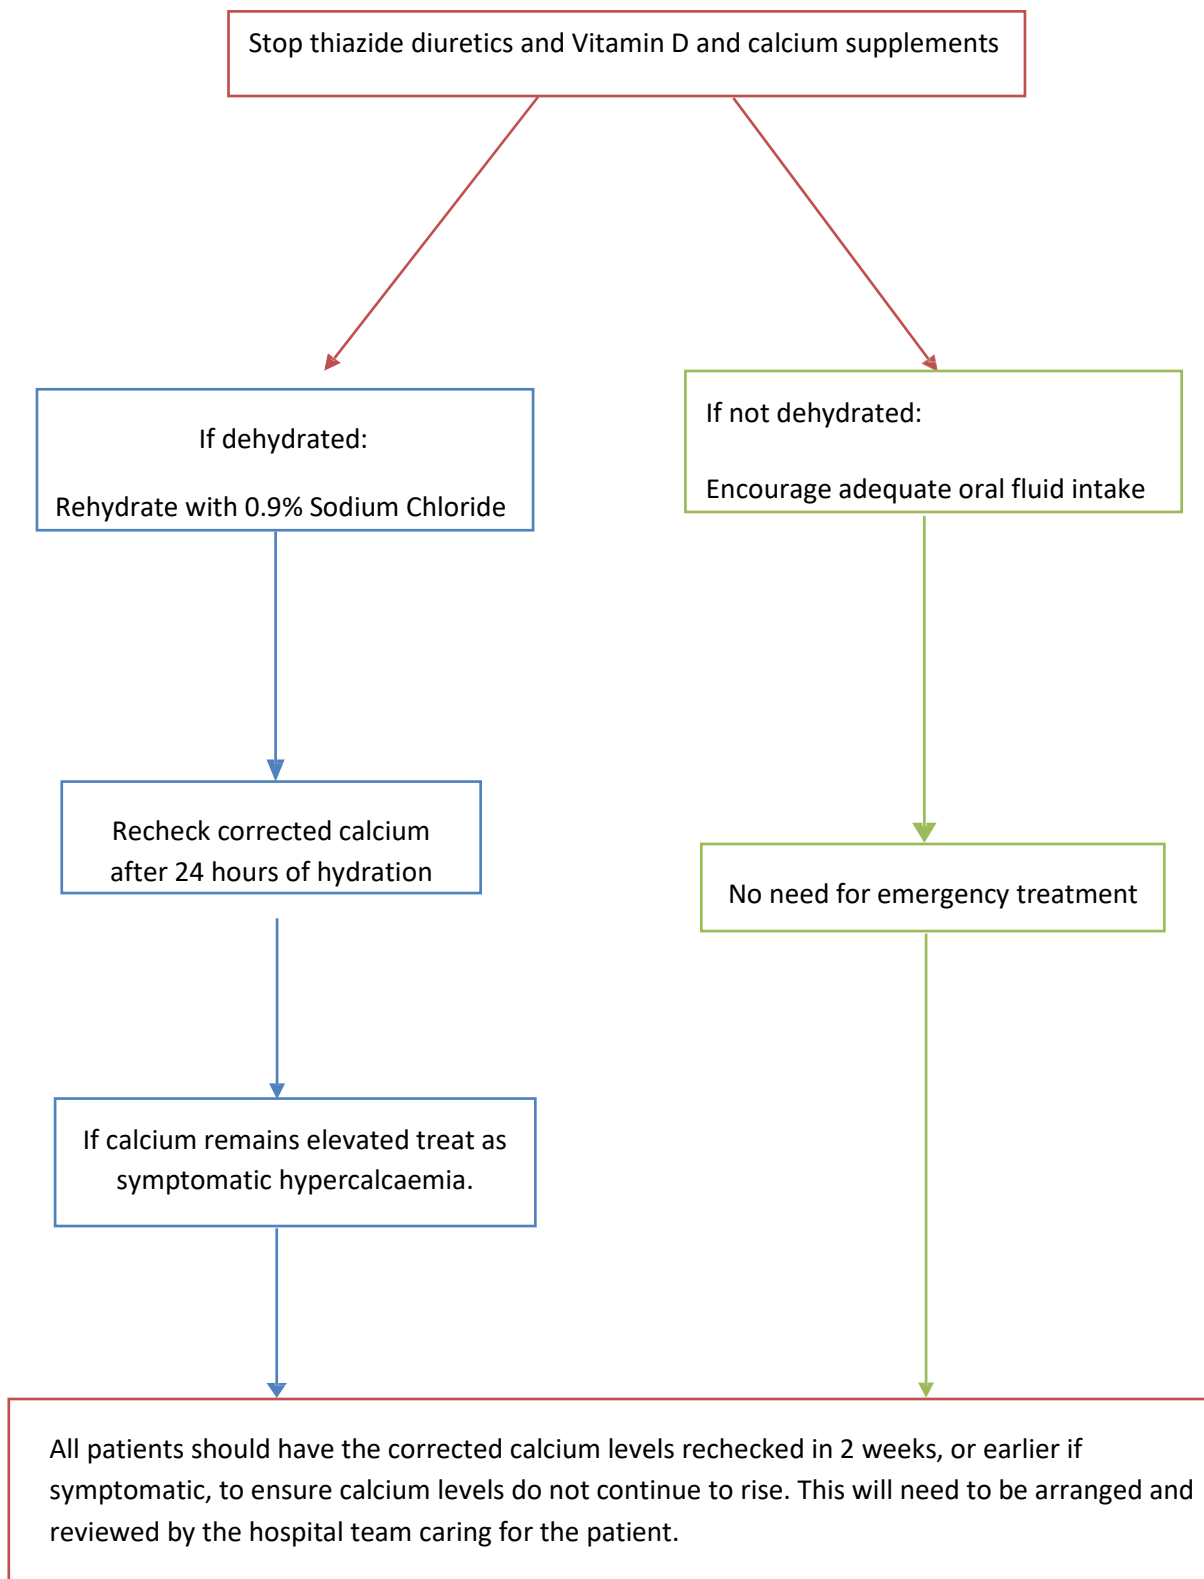 Stop thiazide diuretics and Vitamin D and calcium supplements
If dehydrated:
Rehydrate with 0.9% Sodium Chloride
If not dehydrated:
Encourage adequate oral fluid intake
Recheck corrected calcium
after 24 hours of hydration
No need for emergency treatment
If calcium remains elevated treat as
symptomatic hypercalcaemia.
All patients should have the corrected calcium levels rechecked in 2 weeks, or earlier if
symptomatic, to ensure calcium levels do not continue to rise. This will need to be arranged and
reviewed by the hospital team caring for the patient.